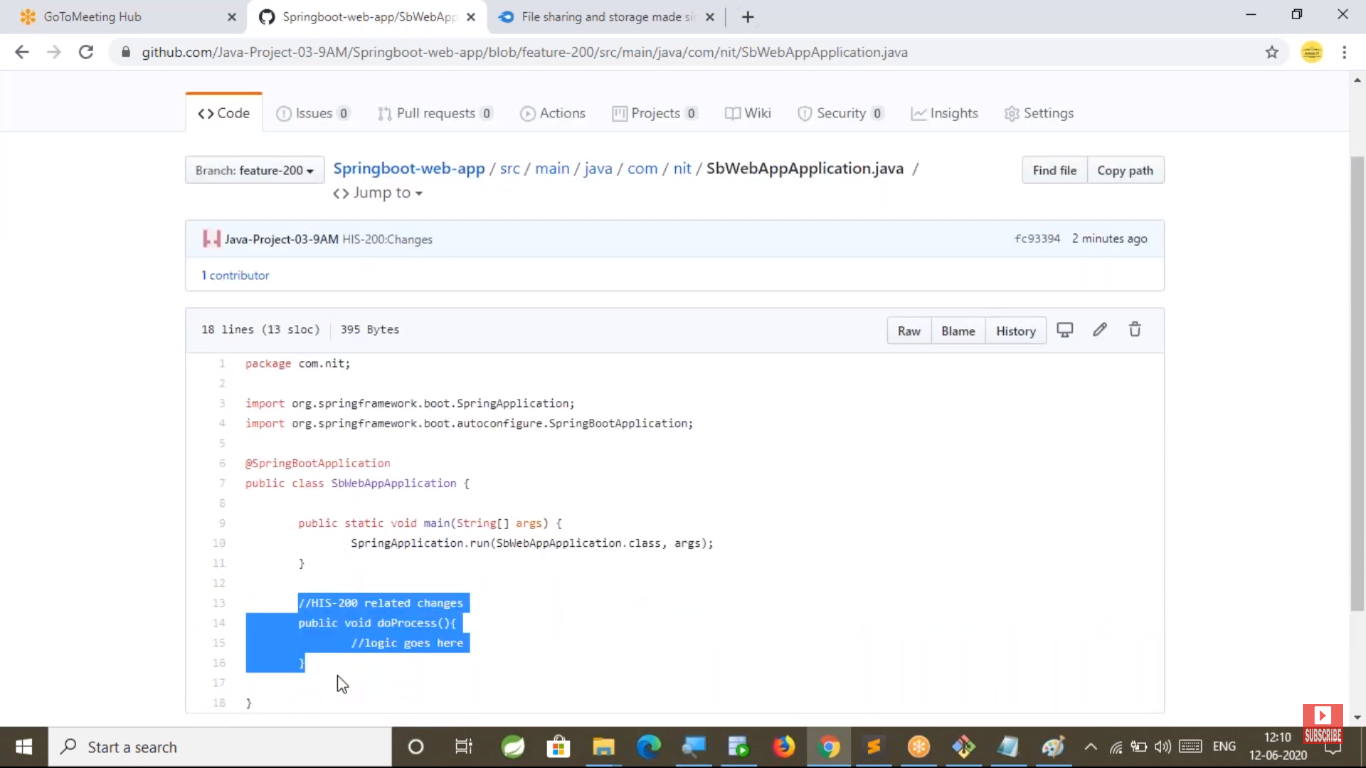 GoToMeeting Hub
Springboot-web-app/SbWebApp
File sharing and storage made si
github.com/Java-Project-03-9AM/Springboot-web-app/blob/feature-200/src/main/java/com/nit/SbWebAppApplication.java
Code
Issues 0
Pull requests 0
Actions
Projects 0
Wiki
Security 0
Insights
Settings
Branch: feature-200
Springboot-web-app / src / main / java / com / nit / SbWebAppApplication.java /
<> Jump to
Find file
Copy path
Java-Project-03-9AM HIS-200:Changes
fc93394 2 minutes ago
1 contributor
18 lines (13 sloc) 395 Bytes
Raw Blame History
1 package com.nit;
2
3 import org.springframework.boot.SpringApplication;
4 import org.springframework.boot.autoconfigure.SpringBootApplication;
5
6 @SpringBootApplication
7 public class SbWebAppApplication {
8
9 public static void main(String[] args) {
10 SpringApplication.run(SbWebAppApplication.class, args);
11 }
12
13 //HIS-200 related changes
14 public void doProcess(){
15 //logic goes here
16 }
17
18 }
SUBSCRIBE
Start a search
ENG
12:10
12-06-2020